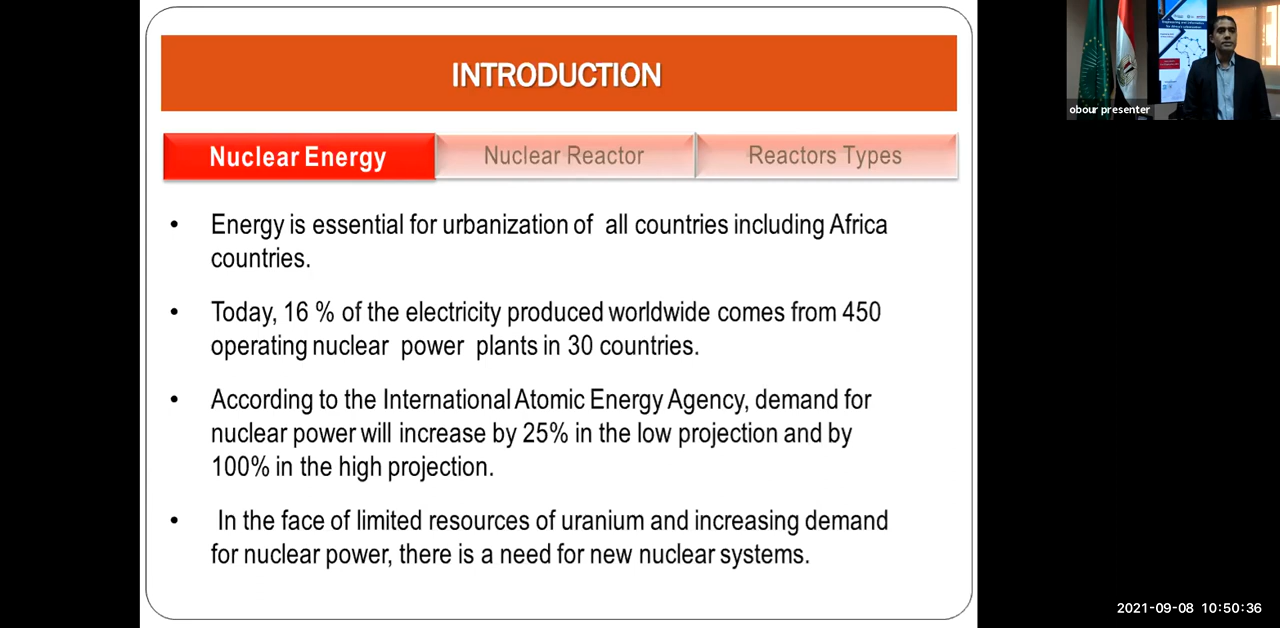 INTRODUCTION
Nuclear Energy
Nuclear Reactor
Reactors Types
• Energy is essential for urbanization of all countries including Africa
countries.
• Today, 16 % of the electricity produced worldwide comes from 450
operating nuclear power plants in 30 countries.
• According to the International Atomic Energy Agency, demand for
nuclear power will increase by 25% in the low projection and by
100% in the high projection.
• In the face of limited resources of uranium and increasing demand
for nuclear power, there is a need for new nuclear systems.
obour presenter
2021-09-08 10:50:36